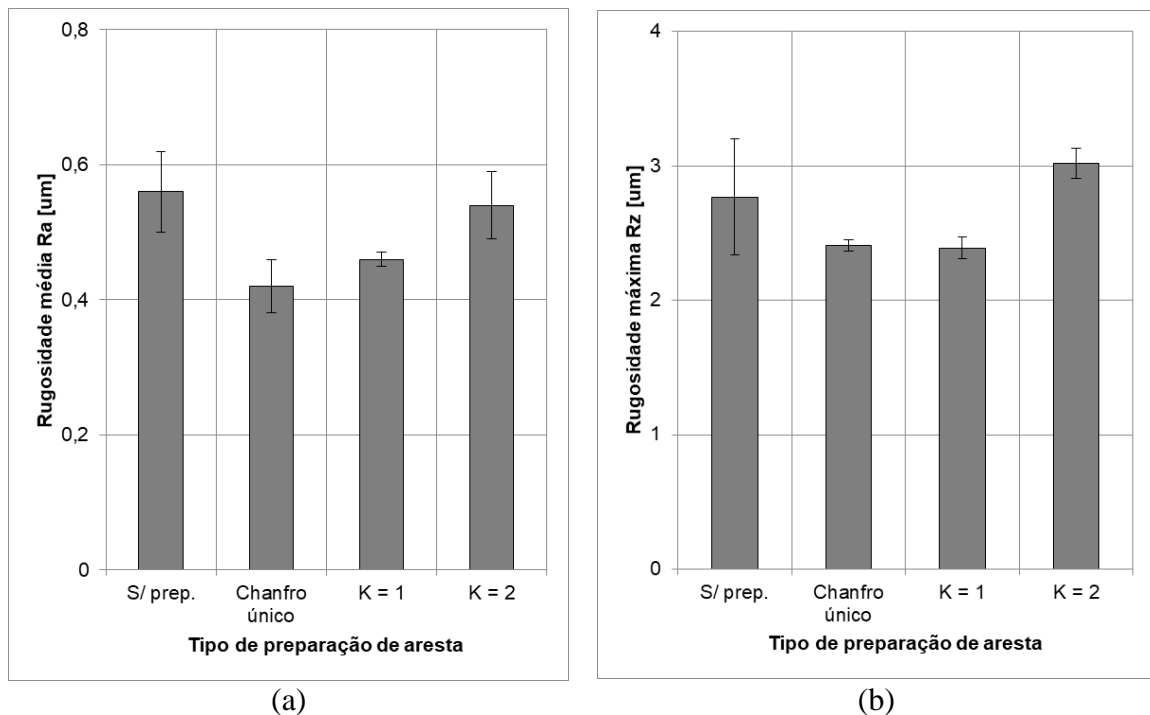 0,8
0,6
0,4
0,2
0
Rugosidade média Ra [um]
S/ prep.
Chanfro
único
K = 1
K = 2
Tipo de preparação de aresta
(a)
4
3
2
1
0
Rugosidade máxima Rz [um]
S/ prep.
Chanfro
único
K = 1
K = 2
Tipo de preparação de aresta
(b)